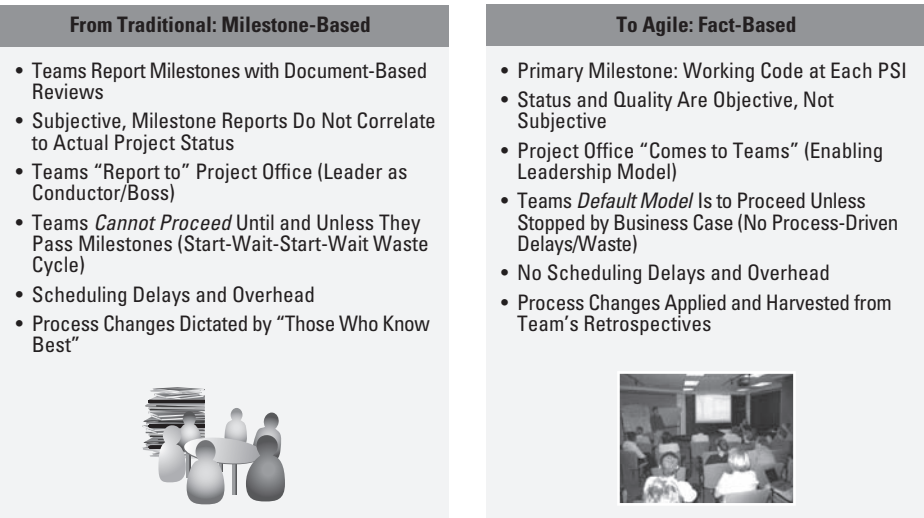 From Traditional: Milestone-Based
• Teams Report Milestones with Document-Based
Reviews
• Subjective, Milestone Reports Do Not Correlate
to Actual Project Status
• Teams “Report to” Project Office (Leader as
Conductor/Boss)
• Teams Cannot Proceed Until and Unless They
Pass Milestones (Start-Wait-Start-Wait Waste
Cycle)
• Scheduling Delays and Overhead
• Process Changes Dictated by “Those Who Know
Best”
To Agile: Fact-Based
• Primary Milestone: Working Code at Each PSI
• Status and Quality Are Objective, Not
Subjective
• Project Office “Comes to Teams” (Enabling
Leadership Model)
• Teams Default Model Is to Proceed Unless
Stopped by Business Case (No Process-Driven
Delays/Waste)
• No Scheduling Delays and Overhead
• Process Changes Applied and Harvested from
Team’s Retrospectives